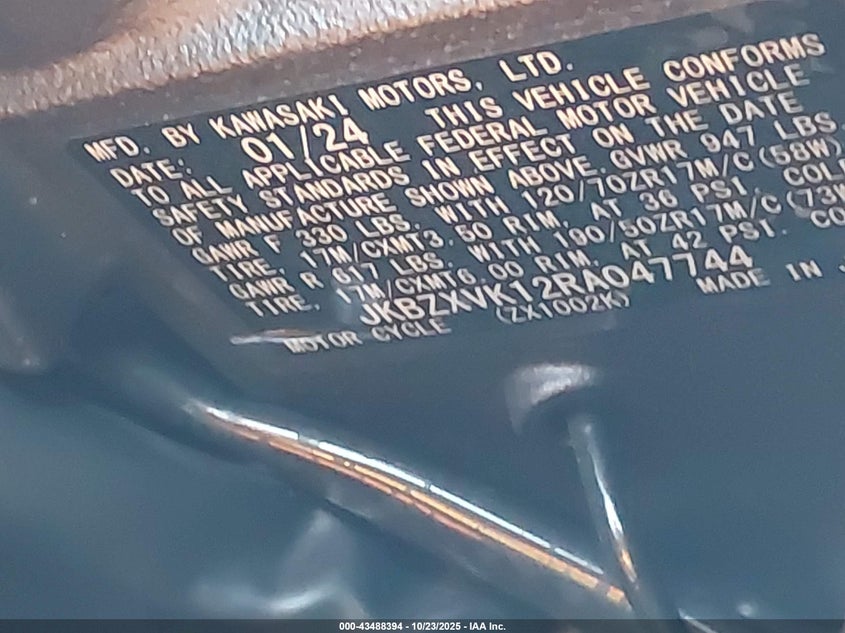 MFD. BY KAWASAKI MOTORS, LTD.
DATE: 01/24 THIS VEHICLE CONFORMS
TO ALL APPLICABLE FEDERAL MOTOR VEHICLE
SAFETY STANDARDS IN EFFECT ON THE DATE
OF MANUFACTURE SHOWN ABOVE. GVWR 947 LBS.
GAWR F 330 LBS. WITH 120/70ZR17M/C(58W)
TIRE, 17M/CXMT3.50 RIM, AT 36 PSI. COL
GAWR R 617 LBS. WITH 190/50ZR17M/C(73W
TIRE, 17M/CXMT6.00 RIM, AT 42 PSI. CO
JKBZXVK12RA047744
MOTOR CYCLE (ZX1002K) MADE IN
000-43488394 - 10/23/2025 - IAA Inc.